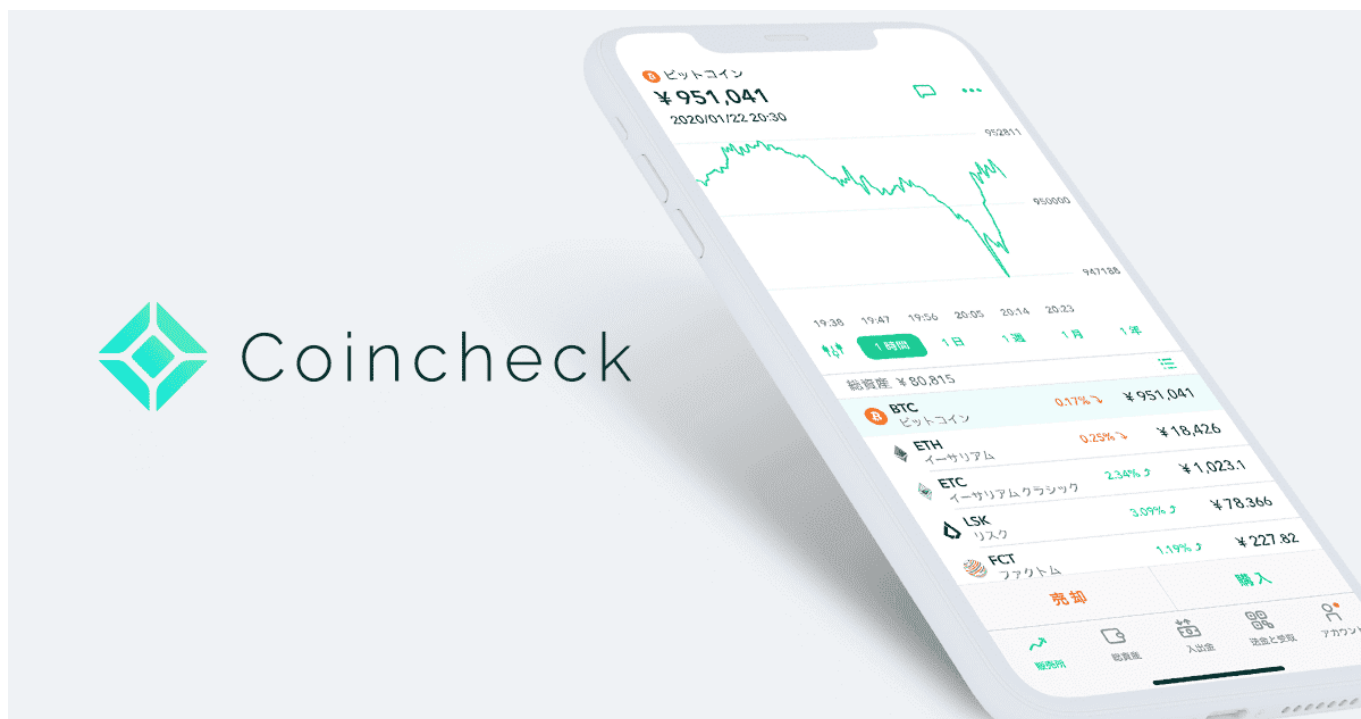 Coincheck
ビットコイン
¥951,041
2020/01/22 20:30
952811
950000
947188
19:38 19:47 19:56 20:05 20:14 20:23
1時間 1日 1週 1月 1年
総資産 ¥80,815
BTC 0.17% ¥951,041
ビットコイン
ETH 0.25% ¥18,426
イーサリアム
ETC 2.34% ¥1,023.1
イーサリアムクラシック
LSK 3.09% ¥78.366
リスク
FCT 1.19% ¥227.82
ファクトム
売却 購入
販売所 総資産 入出金 送金と受取 アカウント